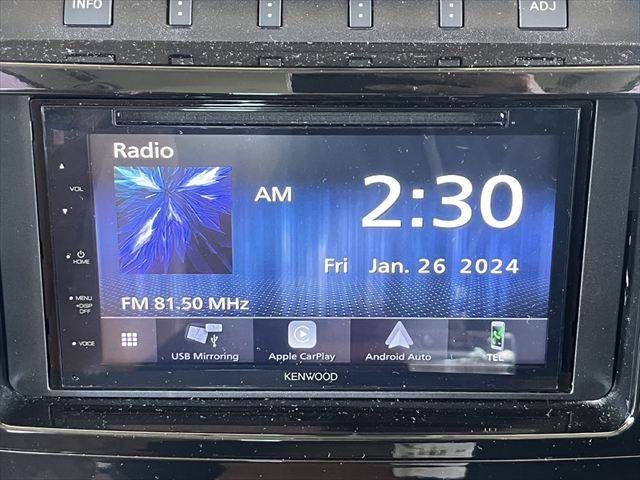 INFO
ADJ
Radio
VOL
AM 2:30
Fri Jan. 26 2024
HOME
FM 81.50 MHz
MENU
DISP
OFF
VOICE
USB Mirroring
Apple CarPlay
Android Auto
TEL
KENWOOD